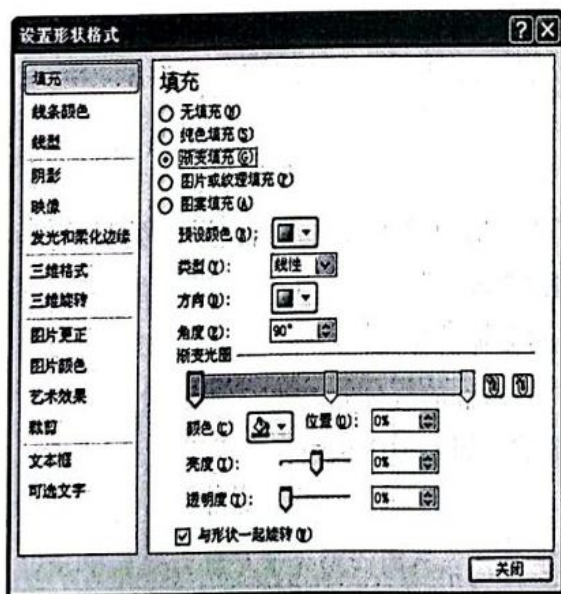 设置形状格式
填充
线条颜色
线型
阴影
映像
发光和柔化边缘
三维格式
三维旋转
图片更正
图片颜色
艺术效果
裁剪
文本框
可选文字
填充
无填充(N)
纯色填充(S)
渐变填充(G)
图片或纹理填充(P)
图案填充(A)
预设颜色(R):
类型(Y): 线性
方向(D):
角度(E): 90°
渐变光圈
颜色(C) 位置(O): 0%
亮度(I): 0%
透明度(T): 0%
与形状一起旋转(W)
关闭